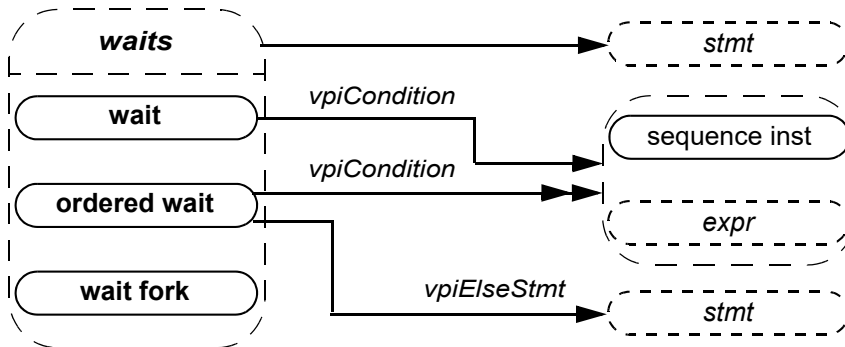 waits
stmt
wait
vpiCondition
sequence inst
ordered wait
vpiCondition
expr
wait fork
vpiElseStmt
stmt